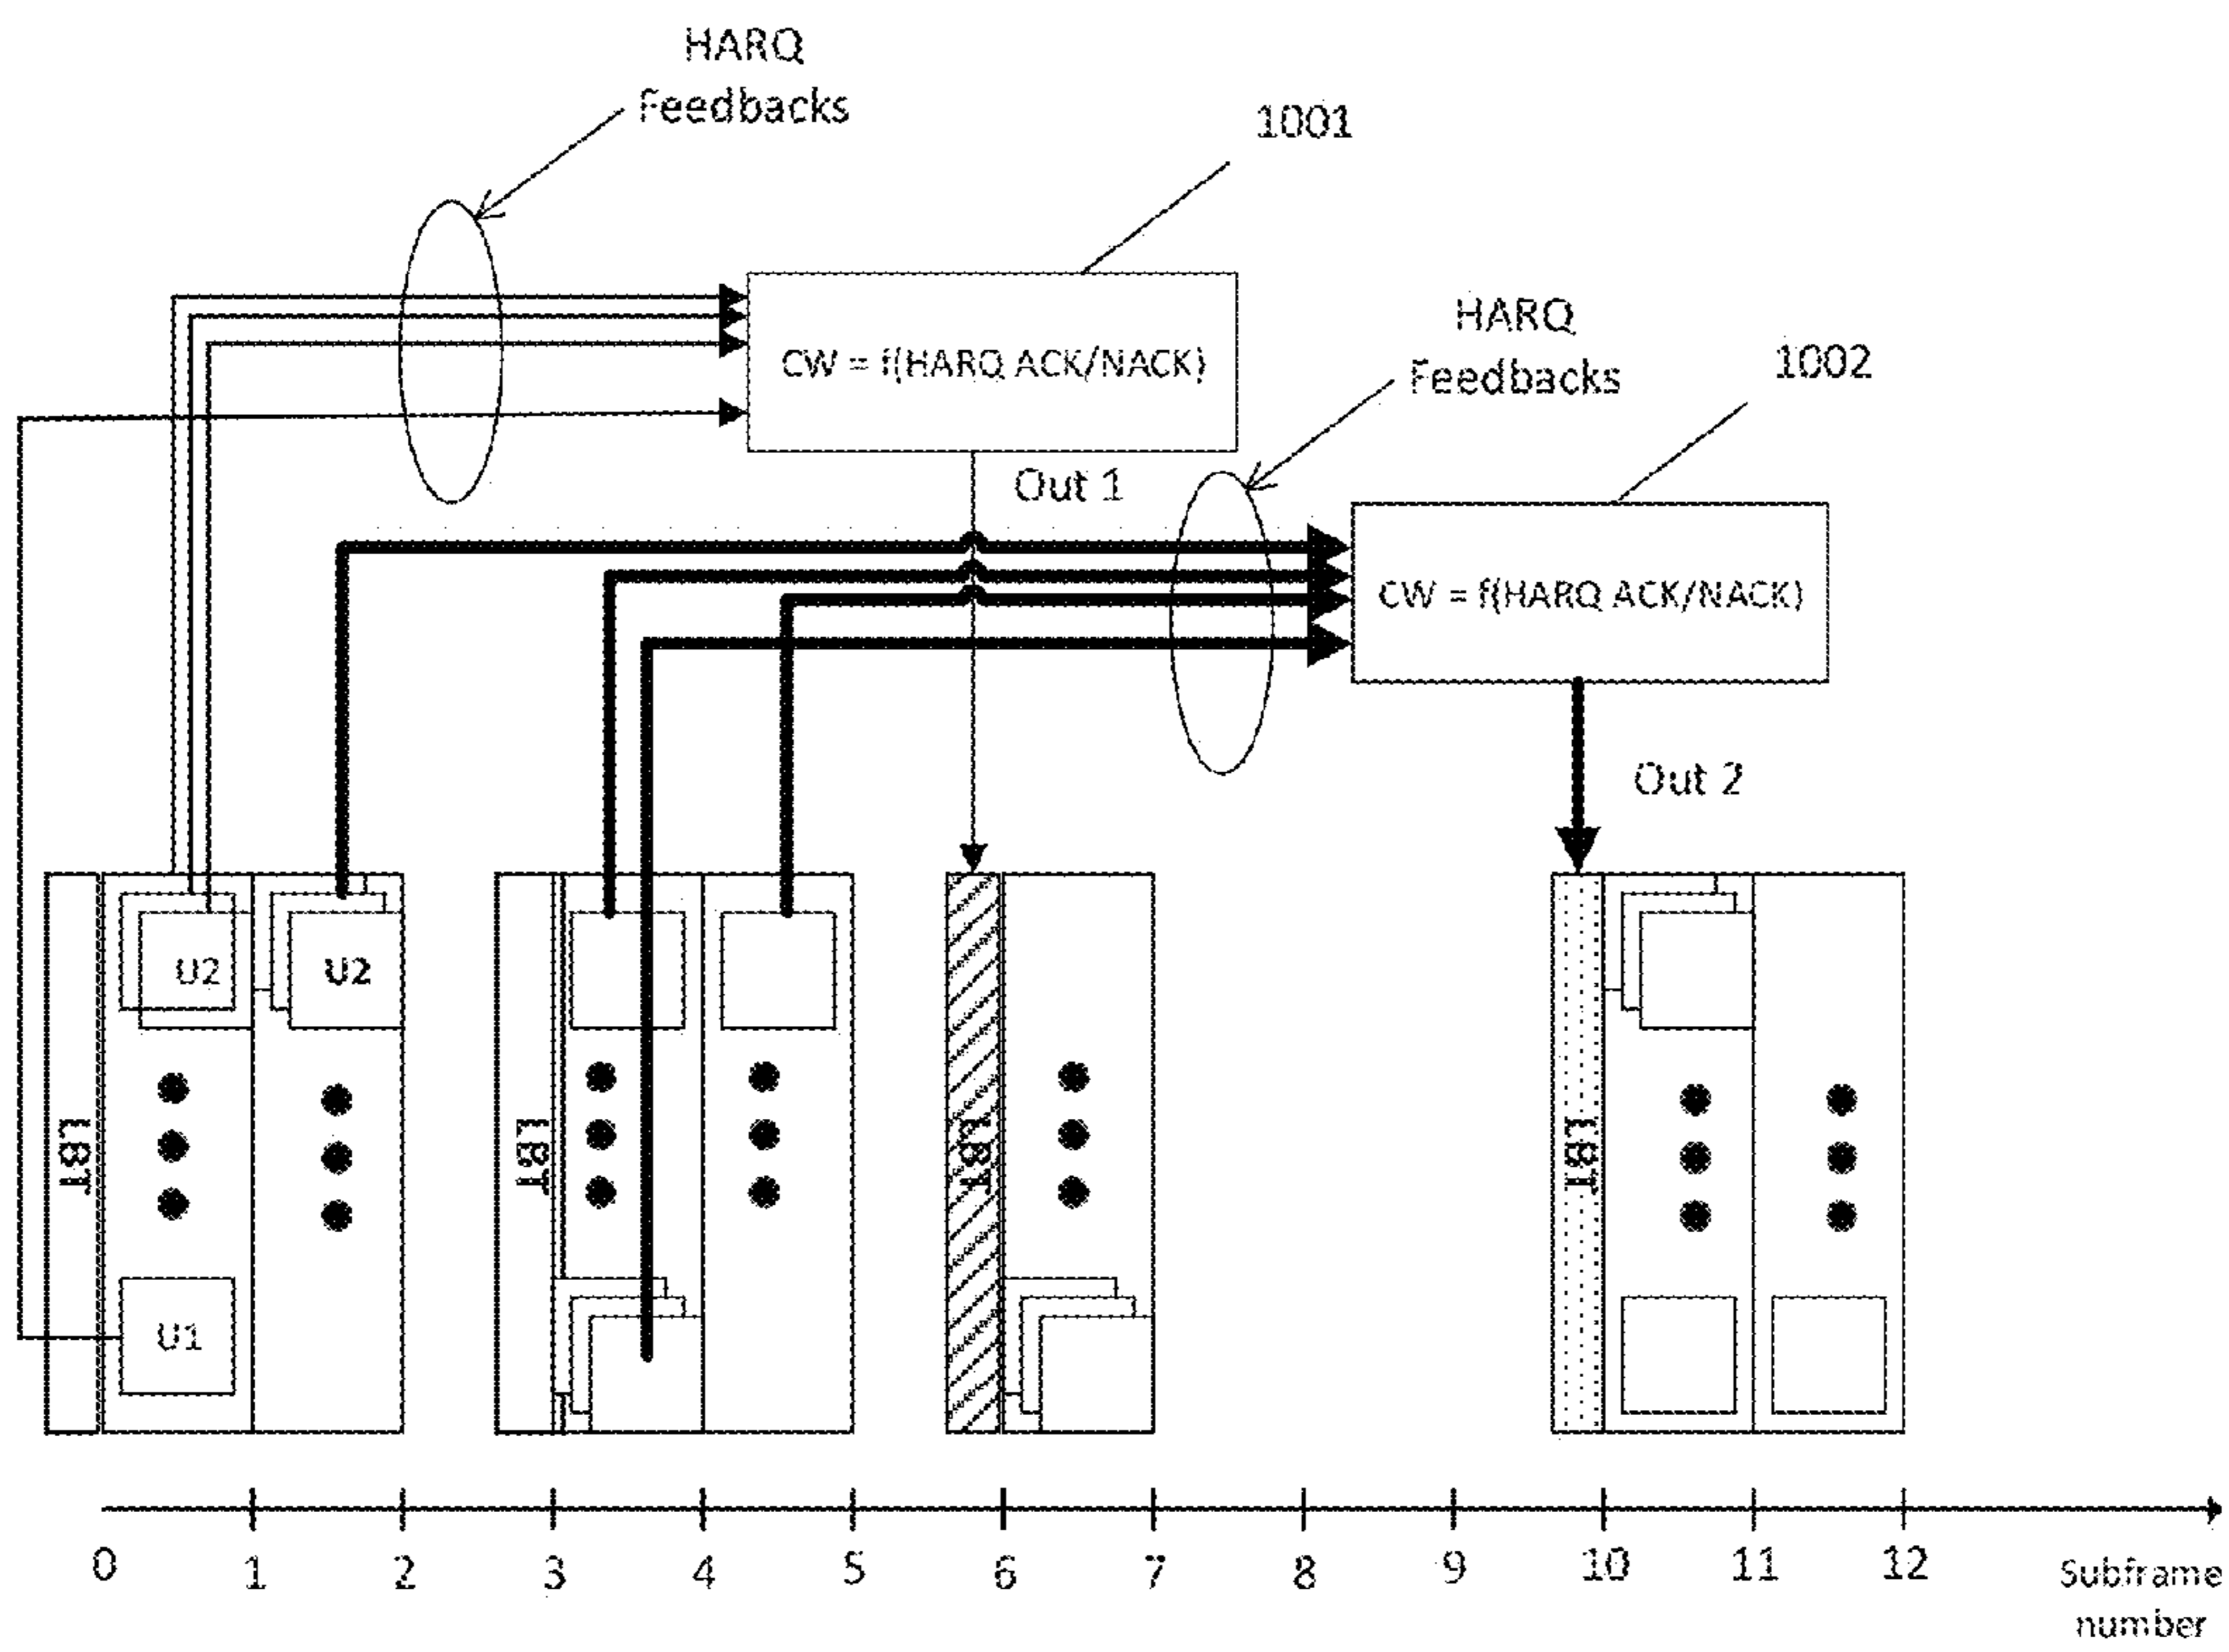 HARQ
Feedbacks
1001
CW = f(HARQ ACK/NACK)
HARQ
Feedbacks
1002
Out 1
CW = f(HARQ ACK/NACK)
Out 2
U2
U2
LBT
LBT
LBT
LBT
U1
0 1 2 3 4 5 6 7 8 9 10 11 12
Subframe
number